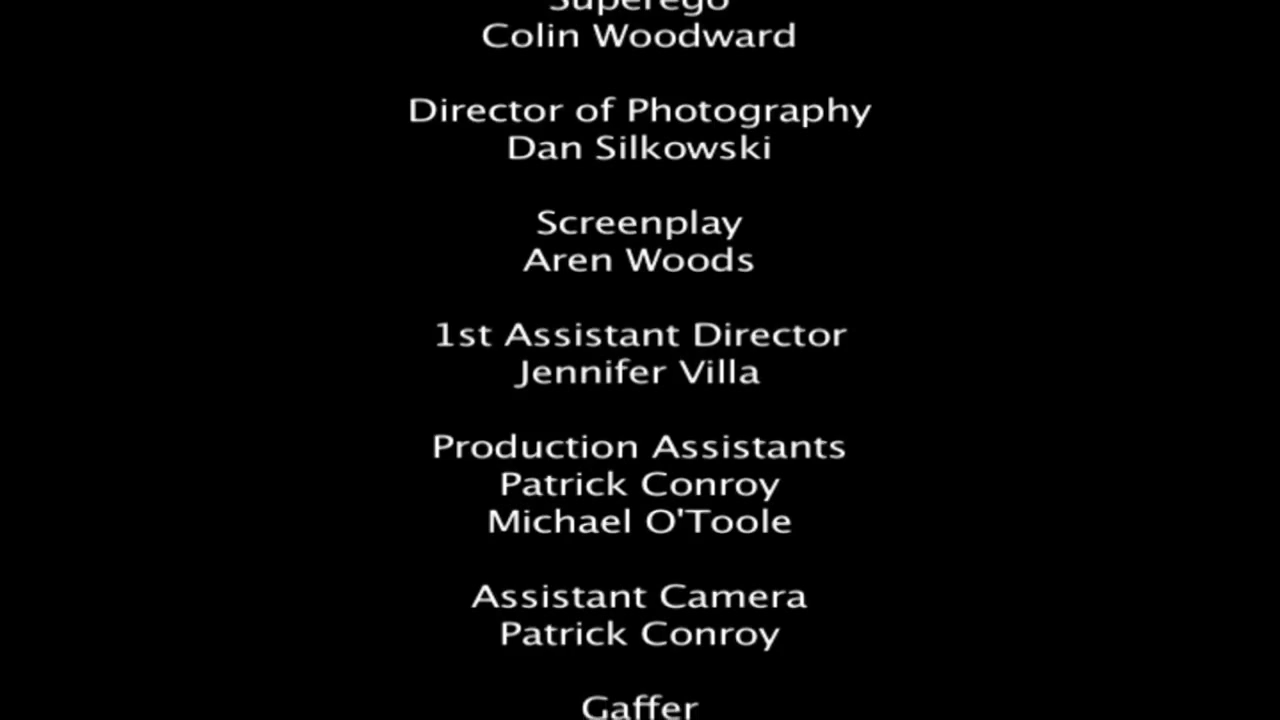 Superego
Colin Woodward
Director of Photography
Dan Silkowski
Screenplay
Aren Woods
1st Assistant Director
Jennifer Villa
Production Assistants
Patrick Conroy
Michael O'Toole
Assistant Camera
Patrick Conroy
Gaffer